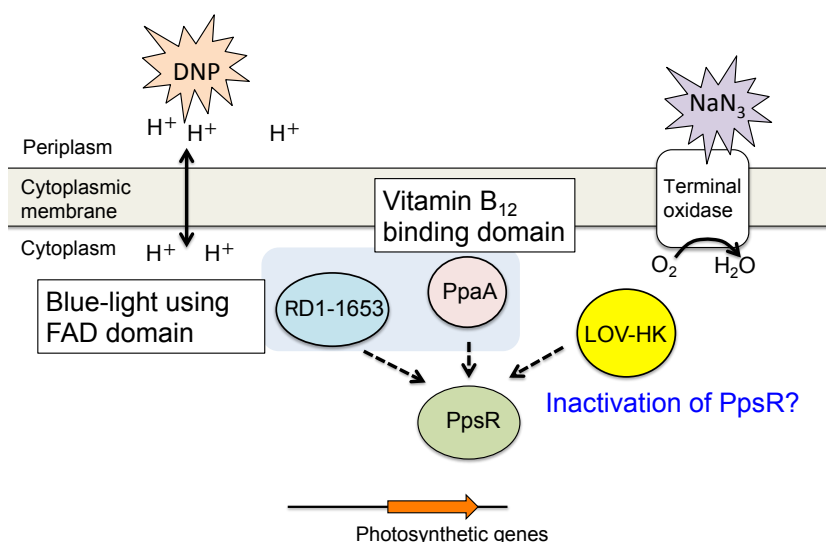 DNP
NaN₃
H⁺ H⁺ H⁺
Periplasm
Cytoplasmic
membrane
Terminal
oxidase
Vitamin B₁₂
binding domain
Cytoplasm
H⁺ H⁺
O₂ H₂O
Blue-light using
FAD domain
RD1-1653
PpaA
LOV-HK
Inactivation of PpsR?
PpsR
Photosynthetic genes